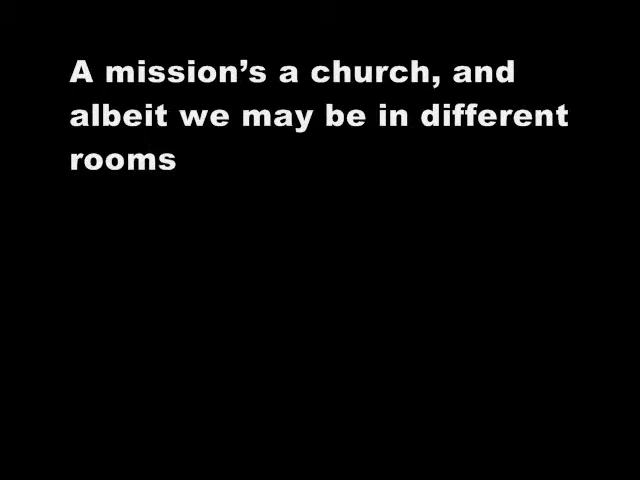 A mission’s a church, and
albeit we may be in different
rooms